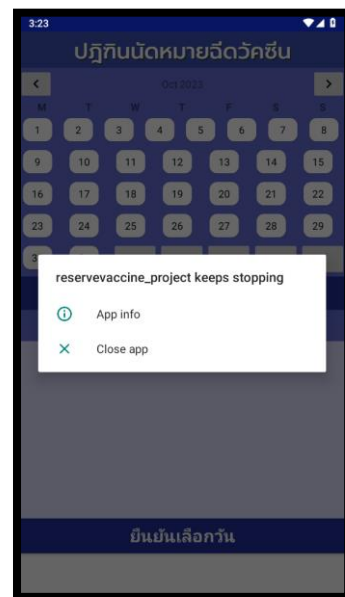 3:23
ปฎิทินนัดหมายฉีดวัคซีน
< Oct 2023 >
M T W T F S S
1 2 3 4 5 6 7 8
9 10 11 12 13 14 15
16 17 18 19 20 21 22
23 24 25 26 27 28 29
3
reservevaccine_project keeps stopping
App info
Close app
ยืนยันเลือกวัน